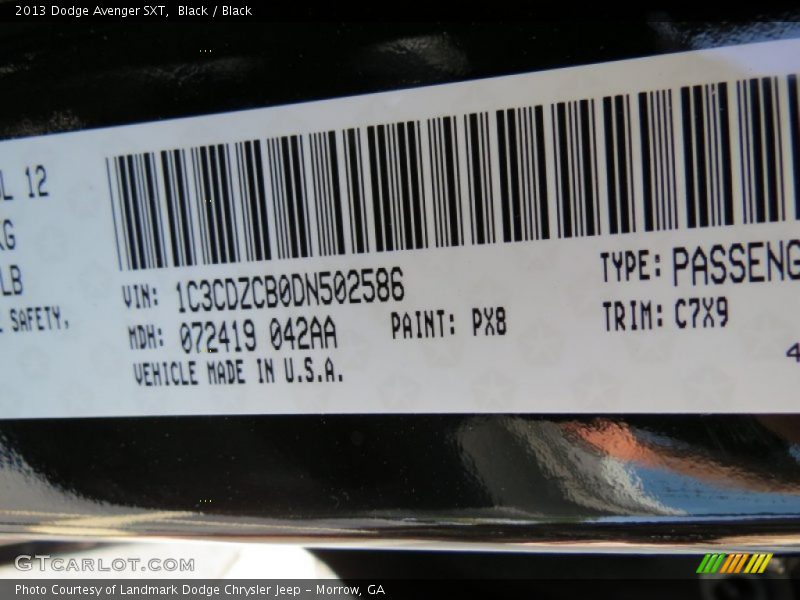 2013 Dodge Avenger SXT, Black / Black
12
LB
SAFETY.
VIN: 1C3CDZCB0DN502586
MDH: 072419 042AA
PAINT: PX8
VEHICLE MADE IN U.S.A.
TYPE: PASSENG
TRIM: C7X9
4
GTCARLOT.COM
Photo Courtesy of Landmark Dodge Chrysler Jeep - Morrow, GA